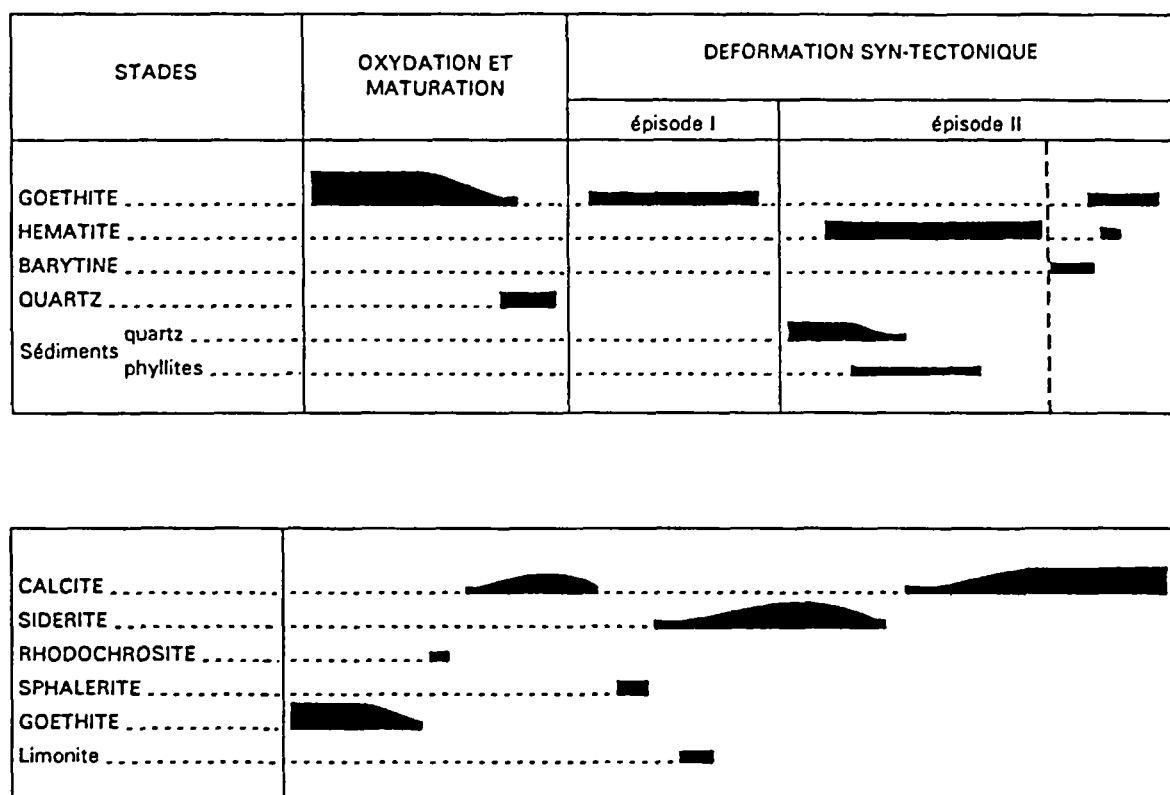 STADES
OXYDATION ET
MATURATION
DEFORMATION SYN-TECTONIQUE
épisode I
épisode II
GOETHITE
HEMATITE
BARYTINE
QUARTZ
Sédiments quartz
phyllites
CALCITE
SIDERITE
RHODOCHROSITE
SPHALERITE
GOETHITE
Limonite